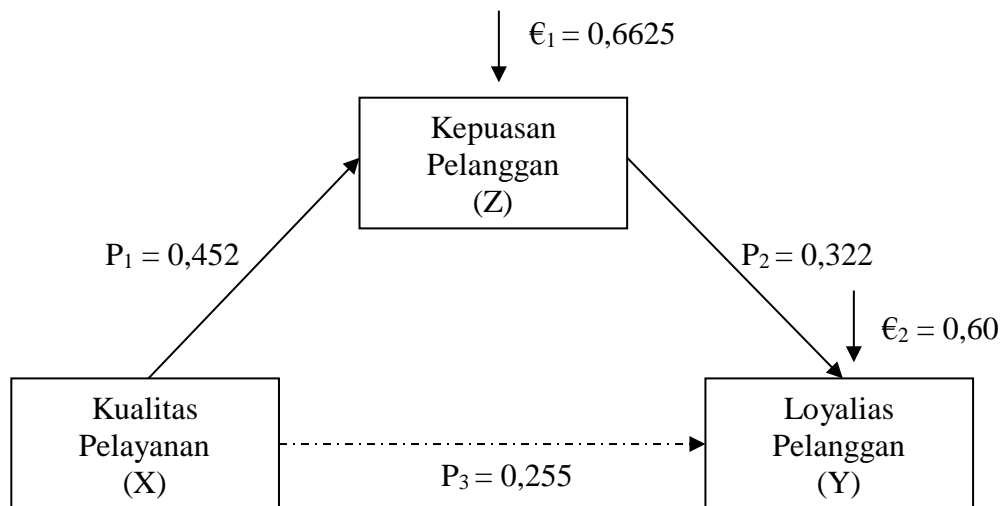 €₁ = 0,6625
Kepuasan
Pelanggan
(Z)
P₁ = 0,452
P₂ = 0,322
€₂ = 0,60
Kualitas
Pelayanan
(X)
P₃ = 0,255
Loyalias
Pelanggan
(Y)